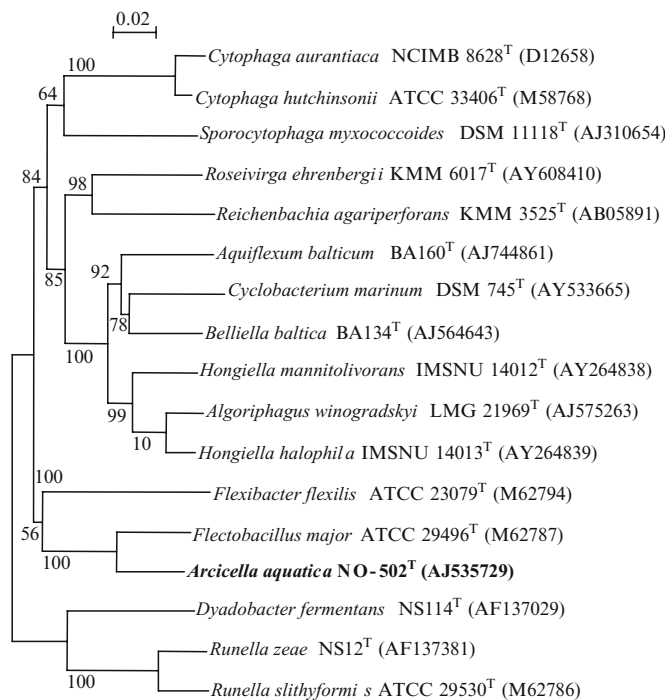 0.02
100
Cytophaga aurantiaca NCIMB 8628T (D12658)
Cytophaga hutchinsonii ATCC 33406T (M58768)
64
Sporocytophaga myxococcoides DSM 11118T (AJ310654)
84
98
Roseivirga ehrenbergii KMM 6017T (AY608410)
Reichenbachia agariperforans KMM 3525T (AB05891)
85
92
Aquiflexum balticum BA160T (AJ744861)
Cyclobacterium marinum DSM 745T (AY533665)
78
Belliella baltica BA134T (AJ564643)
100
Hongiella mannitolivorans IMSNU 14012T (AY264838)
99
Algoriphagus winogradskyi LMG 21969T (AJ575263)
10
Hongiella halophila IMSNU 14013T (AY264839)
100
Flexibacter flexilis ATCC 23079T (M62794)
56
Flectobacillus major ATCC 29496T (M62787)
100
Arcicella aquatica NO-502T (AJ535729)
Dyadobacter fermentans NS114T (AF137029)
Runella zeae NS12T (AF137381)
100
Runella slithyformi s ATCC 29530T (M62786)